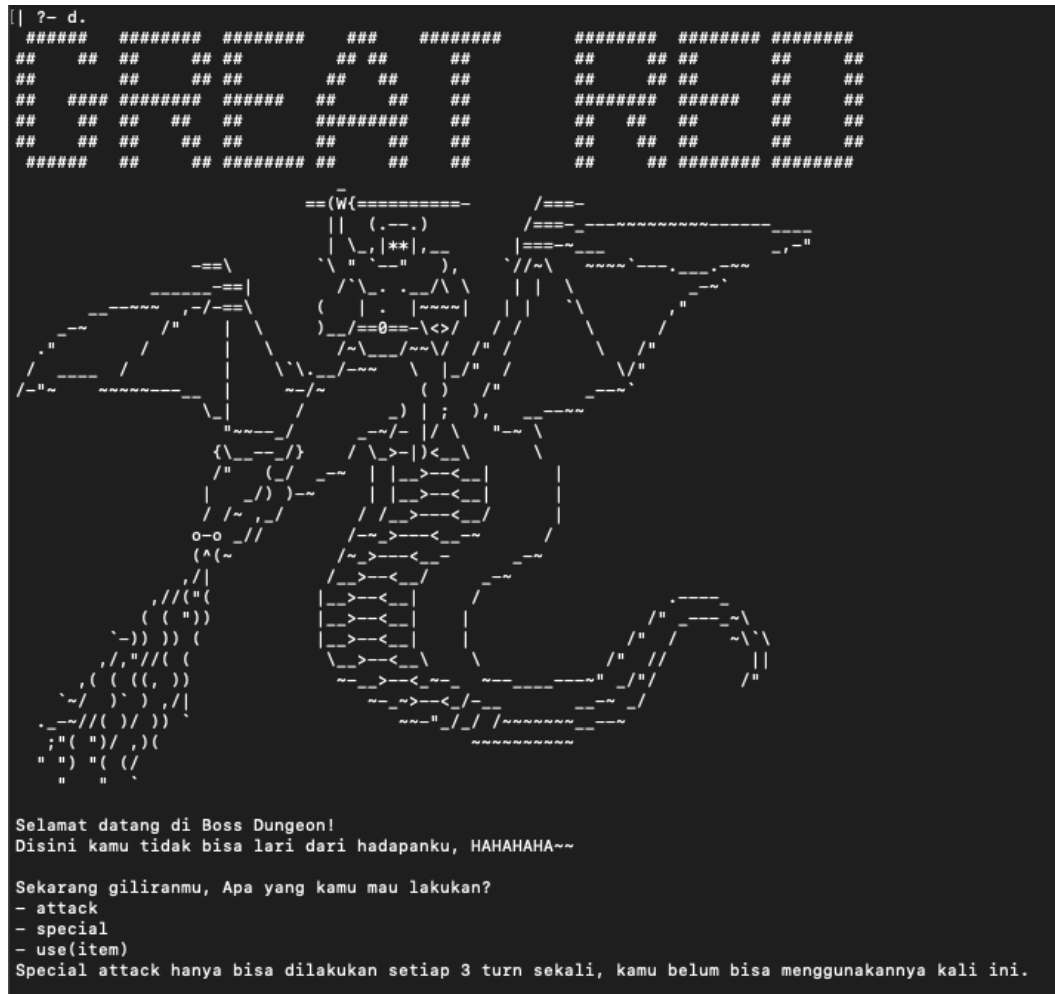 | ?- d.
GREAT RED
Selamat datang di Boss Dungeon!
Disini kamu tidak bisa lari dari hadapanku, HAHAHAHA~~
Sekarang giliranmu, Apa yang kamu mau lakukan?
- attack
- special
- use(item)
Special attack hanya bisa dilakukan setiap 3 turn sekali, kamu belum bisa menggunakannya kali ini.